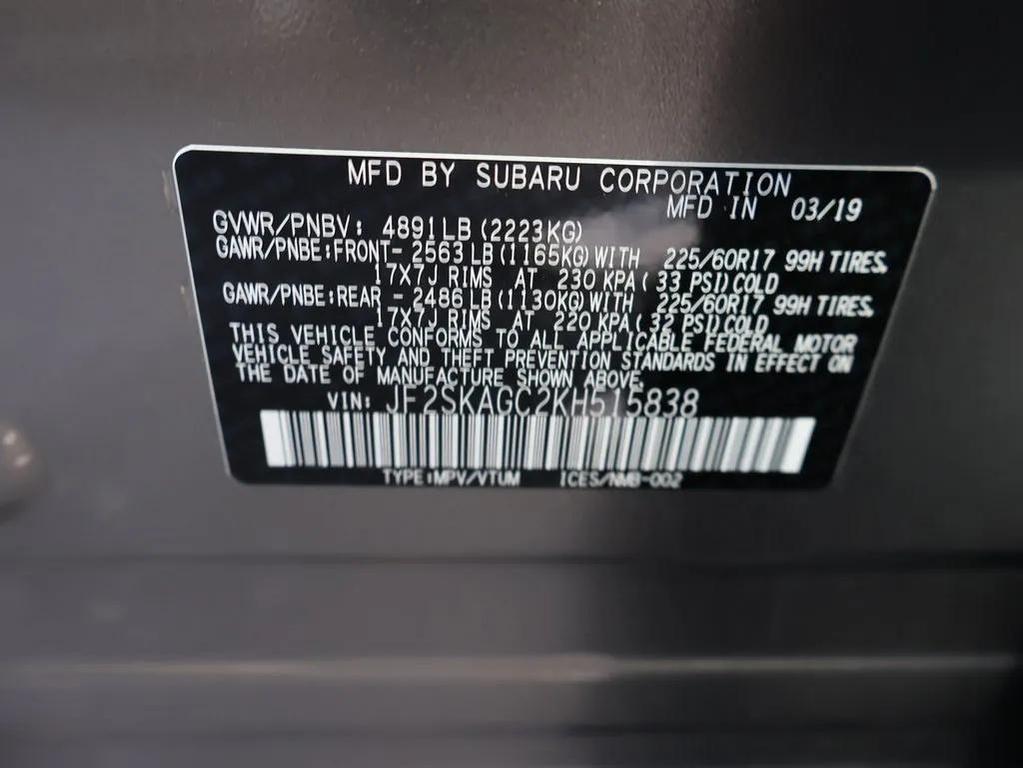 MFD BY SUBARU CORPORATION
MFD IN 03/19
GVWR/PNBV: 4891LB (2223KG)
GAWR/PNBE:FRONT- 2563 LB (1165KG) WITH 225/60R17 99H TIRES,
17X7J RIMS AT 230 KPA ( 33 PSI) COLD
GAWR/PNBE:REAR - 2486 LB (1130KG) WITH 225/60R17 99H TIRES,
17X7J RIMS AT 220 KPA ( 32 PSI) COLD
THIS VEHICLE CONFORMS TO ALL APPLICABLE FEDERAL MOTOR
VEHICLE SAFETY AND THEFT PREVENTION STANDARDS IN EFFECT ON
THE DATE OF MANUFACTURE SHOWN ABOVE.
VIN: JF2SKAGC2KH515838
TYPE:MPV/VTUM ICES/NMB-002